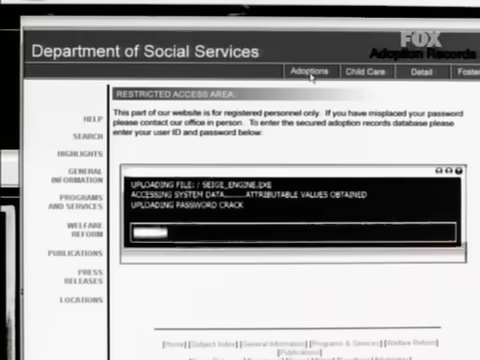 FOX
Department of Social Services
Adoption Records
Adoptions
Child Care
Detail
Foster
RESTRICTED ACCESS AREA:
This part of our website is for registered personnel only. If you have misplaced your password
please contact our office in person. To enter the secured adoption records database please
enter your user ID and password below:
HELP
SEARCH
HIGHLIGHTS
GENERAL
INFORMATION
PROGRAMS
AND SERVICES
WELFARE
REFORM
PUBLICATIONS
PRESS
RELEASES
LOCATIONS
UPLOADING FILE: / SEIGE_ENGINE.EXE
ACCESSING SYSTEM DATA........ATTRIBUTABLE VALUES OBTAINED
UPLOADING PASSWORD CRACK
[Home] [Subject Index] [General Information] [Programs & Services] [Welfare Reform]
[Publications]